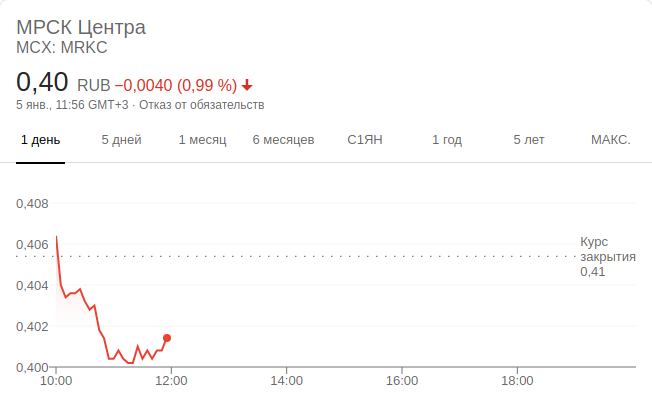 МРСК Центра
MCX: MRKC
0,40 RUB −0,0040 (0,99 %)
5 янв., 11:56 GMT+3 · Отказ от обязательств
1 день 5 дней 1 месяц 6 месяцев С1ЯН 1 год 5 лет МАКС.
0,408
0,406
Курс
закрытия
0,41
0,404
0,402
0,400
10:00 12:00 14:00 16:00 18:00